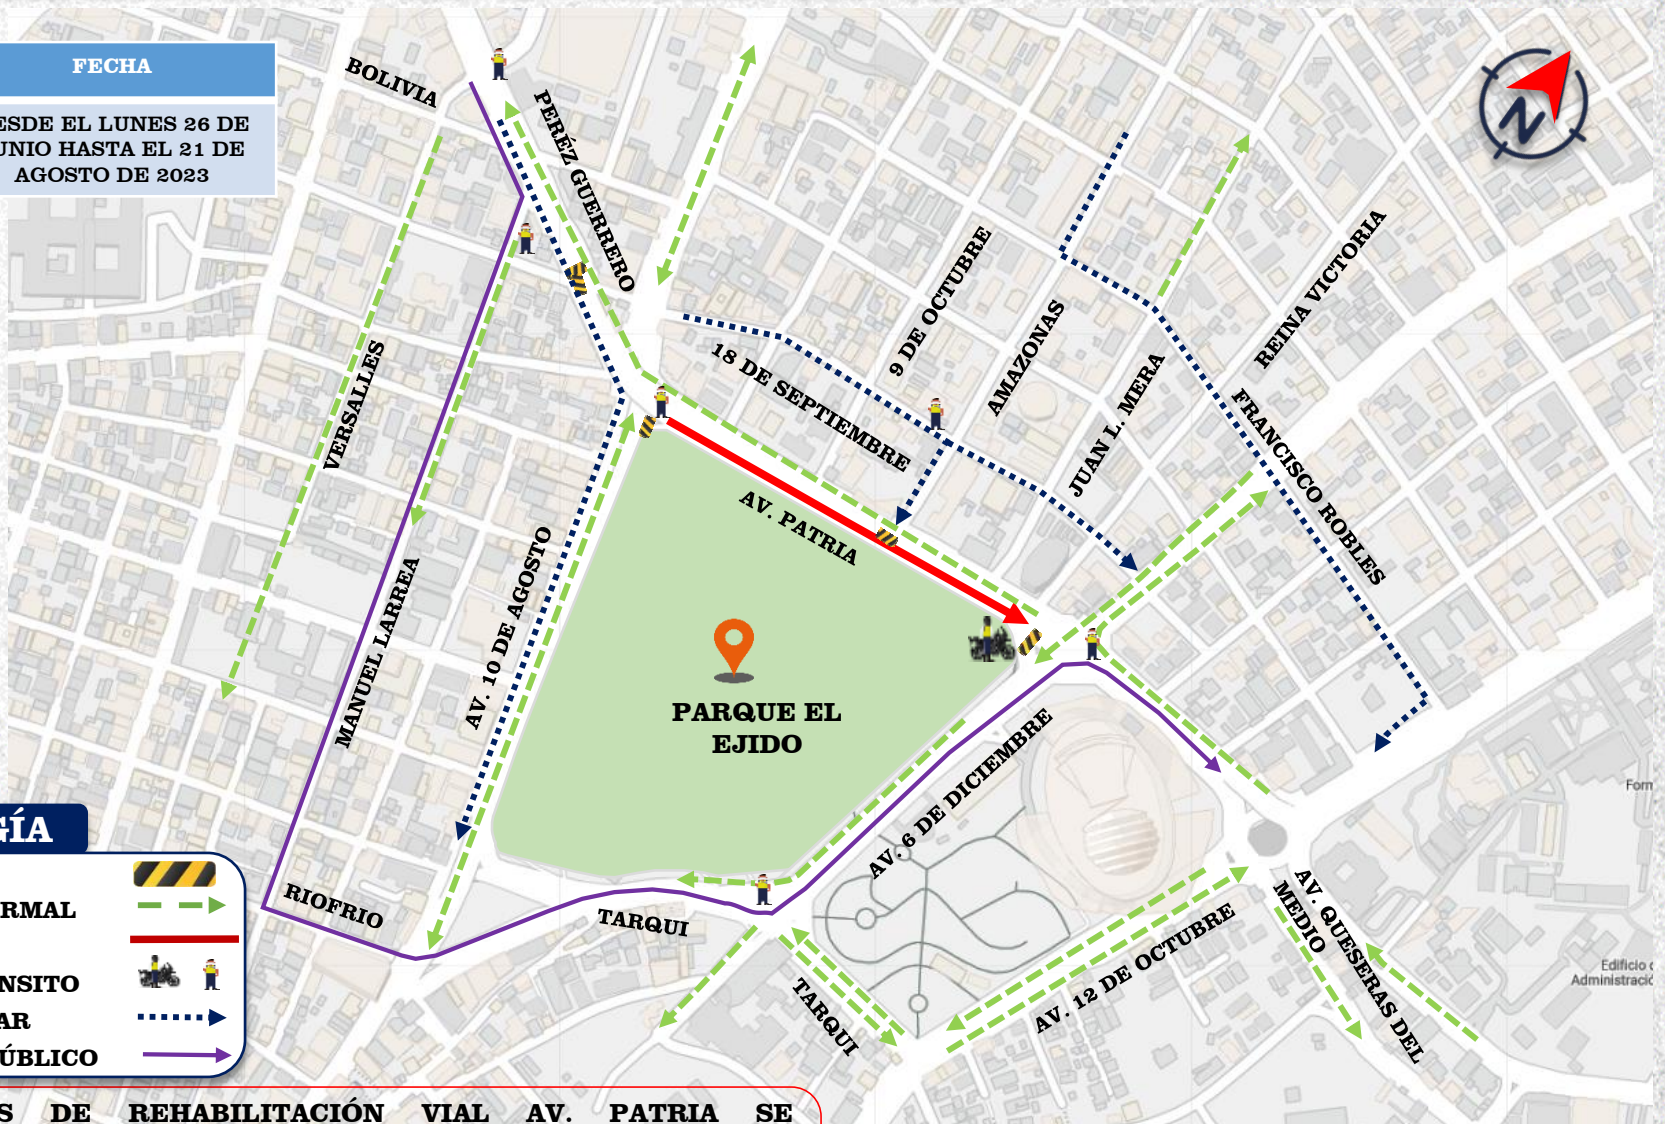 FECHA
ESDE EL LUNES 26 DE
UNIO HASTA EL 21 DE
AGOSTO DE 2023
BOLIVIA
PERÉZ GUERRERO
N
VERSALLES
18 DE SEPTIEMBRE
9 DE OCTUBRE
AMAZONAS
JUAN L. MERA
REINA VICTORIA
FRANCISCO ROBLES
AV. PATRIA
MANUEL LARREA
AV. 10 DE AGOSTO
PARQUE EL
EJIDO
AV. 6 DE DICIEMBRE
RIOFRIO
TARQUI
TARQUI
AV. 12 DE OCTUBRE
AV. QUESERAS DEL
MEDIO
Form
Edificio
Administraci
GÍA
RMAL
NSITO
AR
ÚBLICO
S DE REHABILITACIÓN VIAL AV. PATRIA SE